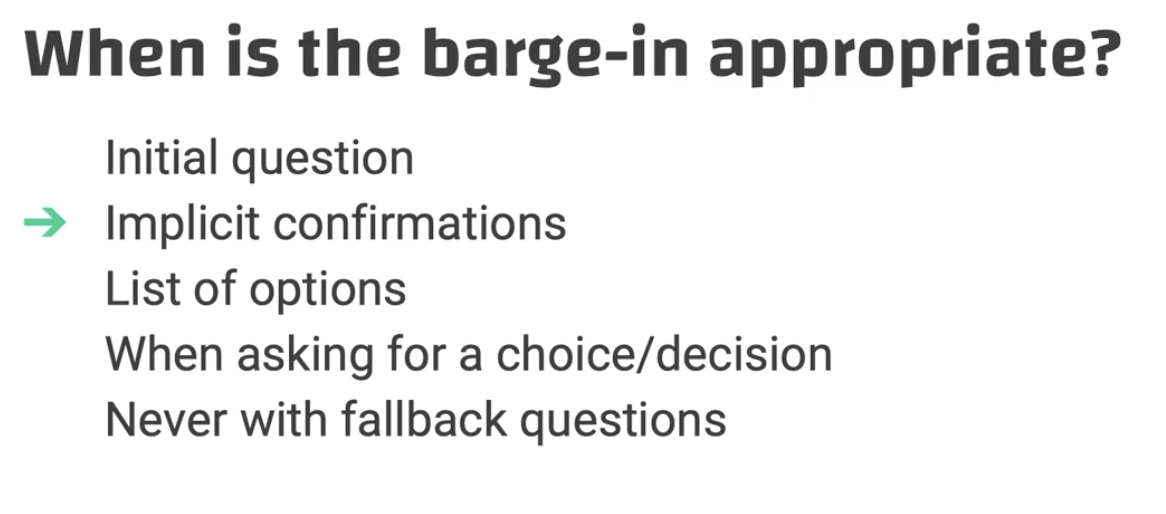 When is the barge-in appropriate?
Initial question
➔ Implicit confirmations
List of options
When asking for a choice/decision
Never with fallback questions